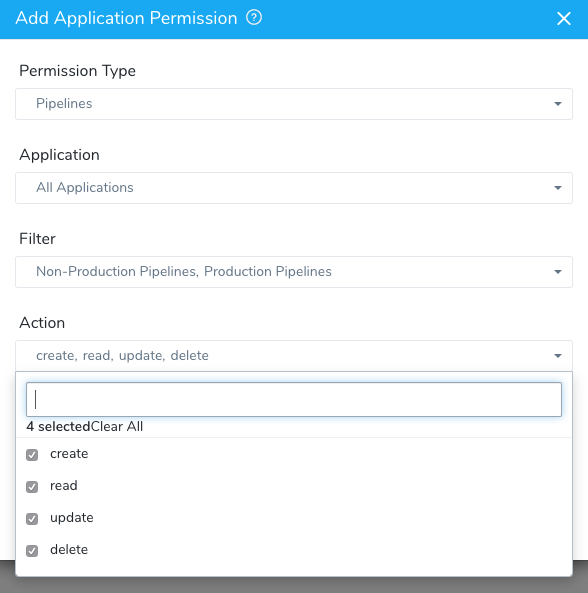 Add Application Permission ?
Permission Type
Pipelines
Application
All Applications
Filter
Non-Production Pipelines, Production Pipelines
Action
create, read, update, delete
4 selectedClear All
create
read
update
delete